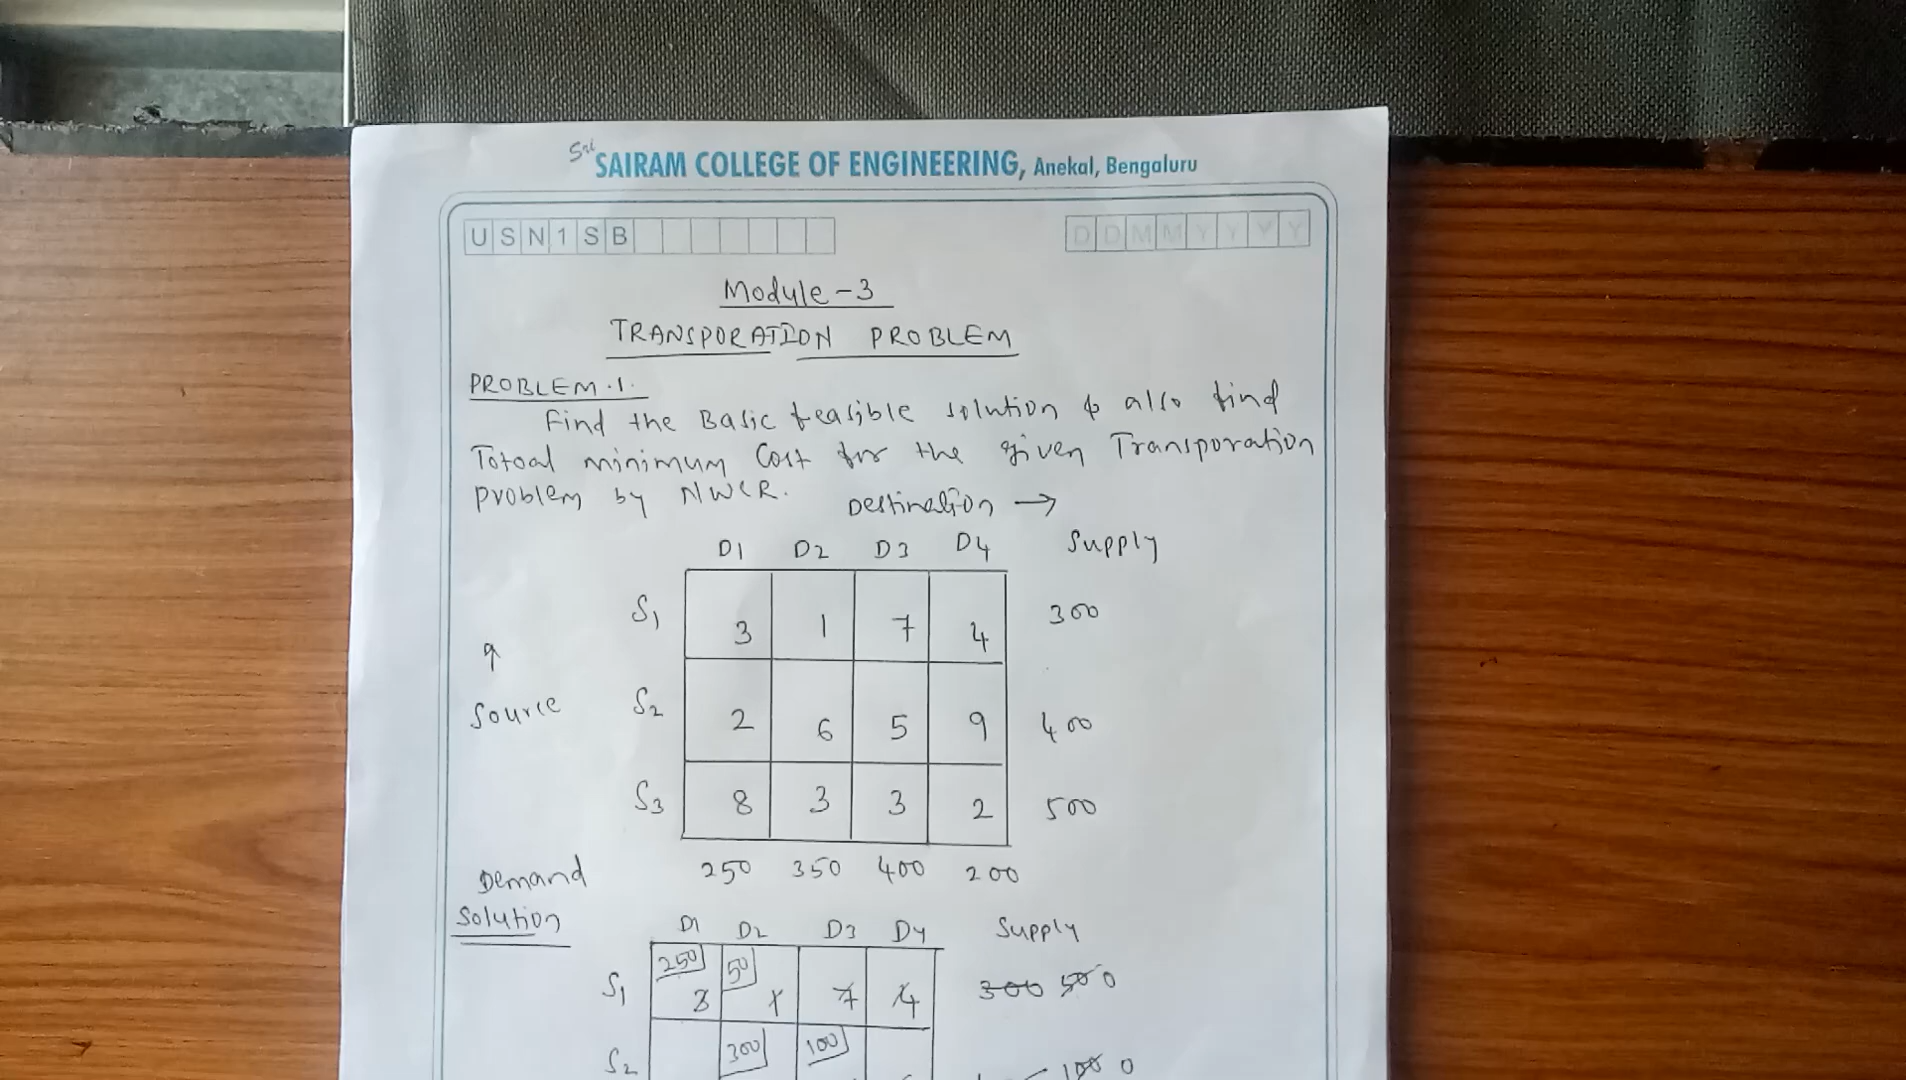 Sri
SAIRAM COLLEGE OF ENGINEERING, Anekal, Bengaluru
USN1SB DDMMYYYY
Module-3
TRANSPORATION PROBLEM
PROBLEM.1.
Find the Basic feasible solution & also find
Totoal minimum Cost for the given Transporation
problem by NWCR.
Destination →
D1 D2 D3 D4 Supply
S1 3 1 7 4 300
↑
Source S2 2 6 5 9 400
S3 8 3 3 2 500
Demand 250 350 400 200
Solution
D1 D2 D3 D4 Supply
250 50
S1 3 1 7 4 300 50 0
300 100
S2 100 0